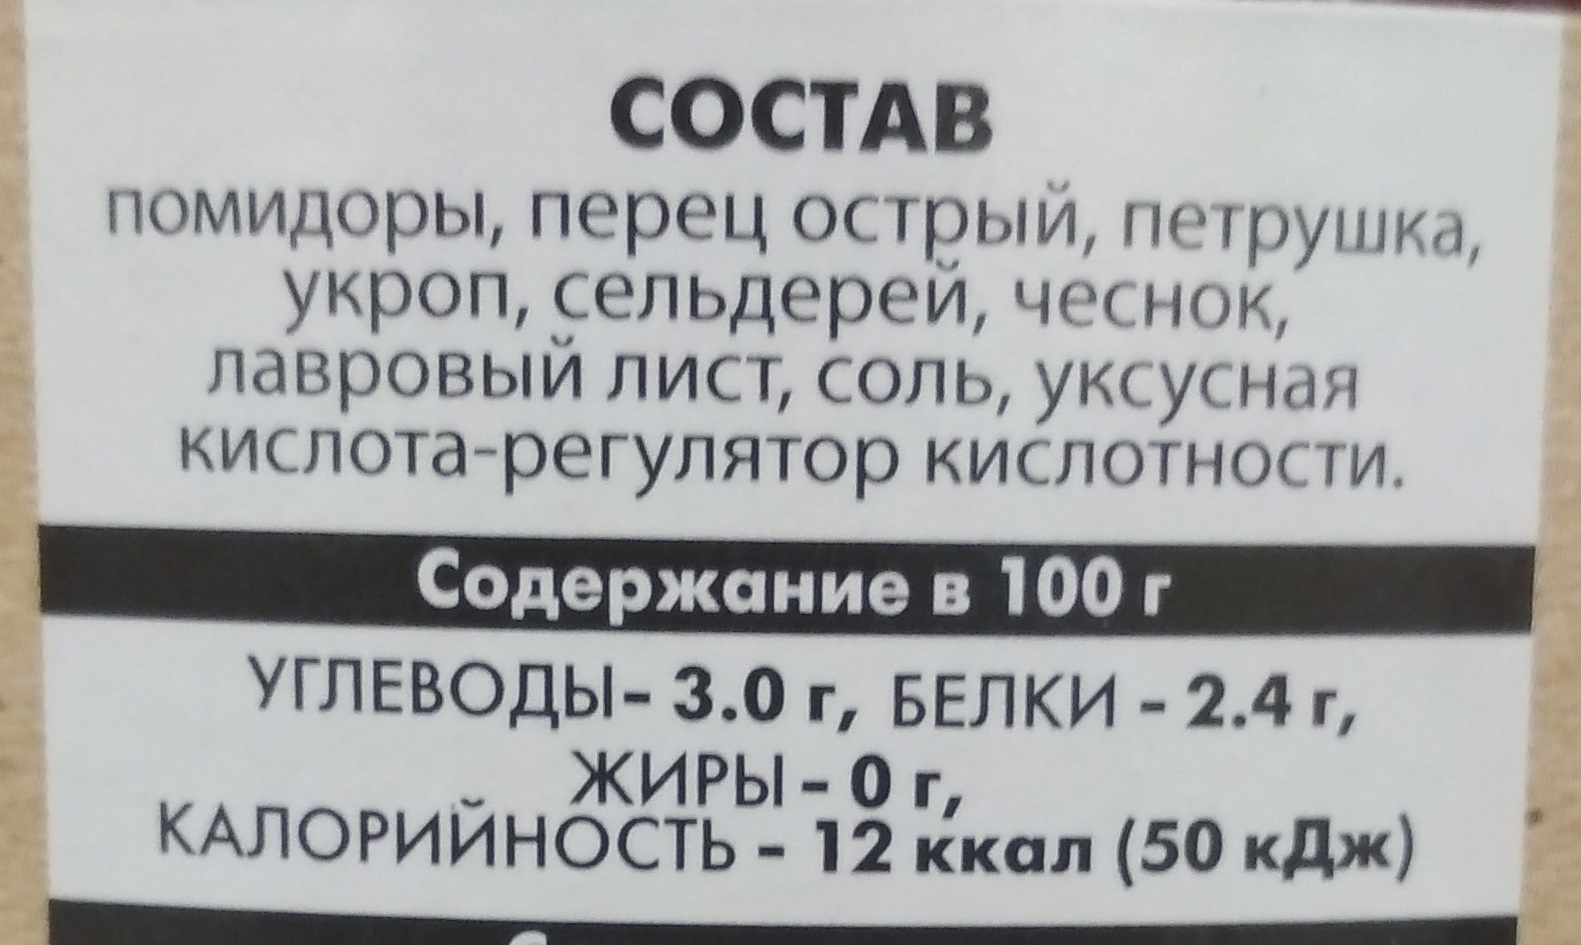 СОСТАВ
помидоры, перец острый, петрушка,
укроп, сельдерей, чеснок,
лавровый лист, соль, уксусная
кислота-регулятор кислотности.
Содержание в 100 г
УГЛЕВОДЫ- 3.0 г, БЕЛКИ - 2.4 г,
ЖИРЫ - 0 г,
КАЛОРИЙНОСТЬ - 12 ккал (50 кДж)